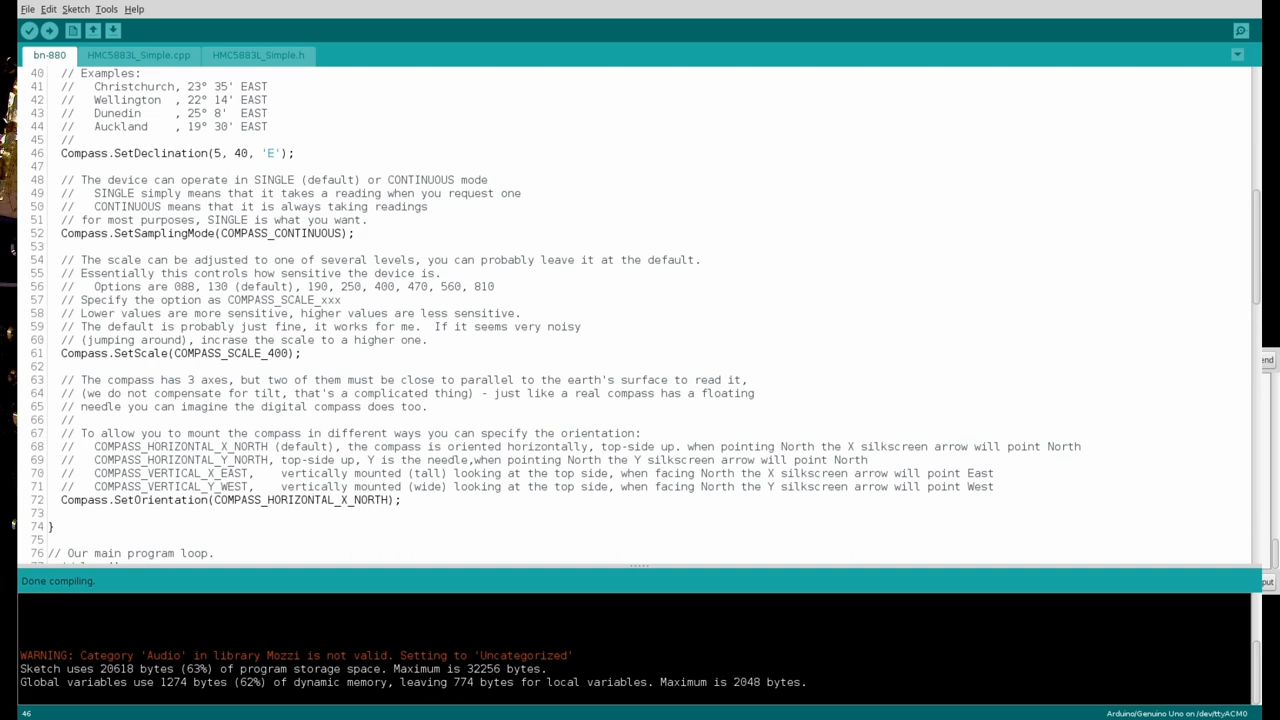 File Edit Sketch Tools Help
bn-880 HMC5883L_Simple.cpp HMC5883L_Simple.h
40 // Examples:
41 //   Christchurch, 23° 35' EAST
42 //   Wellington  , 22° 14' EAST
43 //   Dunedin     , 25° 8'  EAST
44 //   Auckland    , 19° 30' EAST
45 //
46 Compass.SetDeclination(5, 40, 'E');
47
48 // The device can operate in SINGLE (default) or CONTINUOUS mode
49 //   SINGLE simply means that it takes a reading when you request one
50 //   CONTINUOUS means that it is always taking readings
51 // for most purposes, SINGLE is what you want.
52 Compass.SetSamplingMode(COMPASS_CONTINUOUS);
53
54 // The scale can be adjusted to one of several levels, you can probably leave it at the default.
55 // Essentially this controls how sensitive the device is.
56 //   Options are 088, 130 (default), 190, 250, 400, 470, 560, 810
57 // Specify the option as COMPASS_SCALE_xxx
58 // Lower values are more sensitive, higher values are less sensitive.
59 // The default is probably just fine, it works for me.  If it seems very noisy
60 // (jumping around), incrase the scale to a higher one.
61 Compass.SetScale(COMPASS_SCALE_400);
62
63 // The compass has 3 axes, but two of them must be close to parallel to the earth's surface to read it,
64 // (we do not compensate for tilt, that's a complicated thing) - just like a real compass has a floating
65 // needle you can imagine the digital compass does too.
66 //
67 // To allow you to mount the compass in different ways you can specify the orientation:
68 //   COMPASS_HORIZONTAL_X_NORTH (default), the compass is oriented horizontally, top-side up. when pointing North the X silkscreen arrow will point North
69 //   COMPASS_HORIZONTAL_Y_NORTH, top-side up, Y is the needle,when pointing North the Y silkscreen arrow will point North
70 //   COMPASS_VERTICAL_X_EAST,    vertically mounted (tall) looking at the top side, when facing North the X silkscreen arrow will point East
71 //   COMPASS_VERTICAL_Y_WEST,    vertically mounted (wide) looking at the top side, when facing North the Y silkscreen arrow will point West
72 Compass.SetOrientation(COMPASS_HORIZONTAL_X_NORTH);
73
74 }
75
76 // Our main program loop.
Done compiling.
WARNING: Category 'Audio' in library Mozzi is not valid. Setting to 'Uncategorized'
Sketch uses 20618 bytes (63%) of program storage space. Maximum is 32256 bytes.
Global variables use 1274 bytes (62%) of dynamic memory, leaving 774 bytes for local variables. Maximum is 2048 bytes.
46 Arduino/Genuino Uno on /dev/ttyACM0